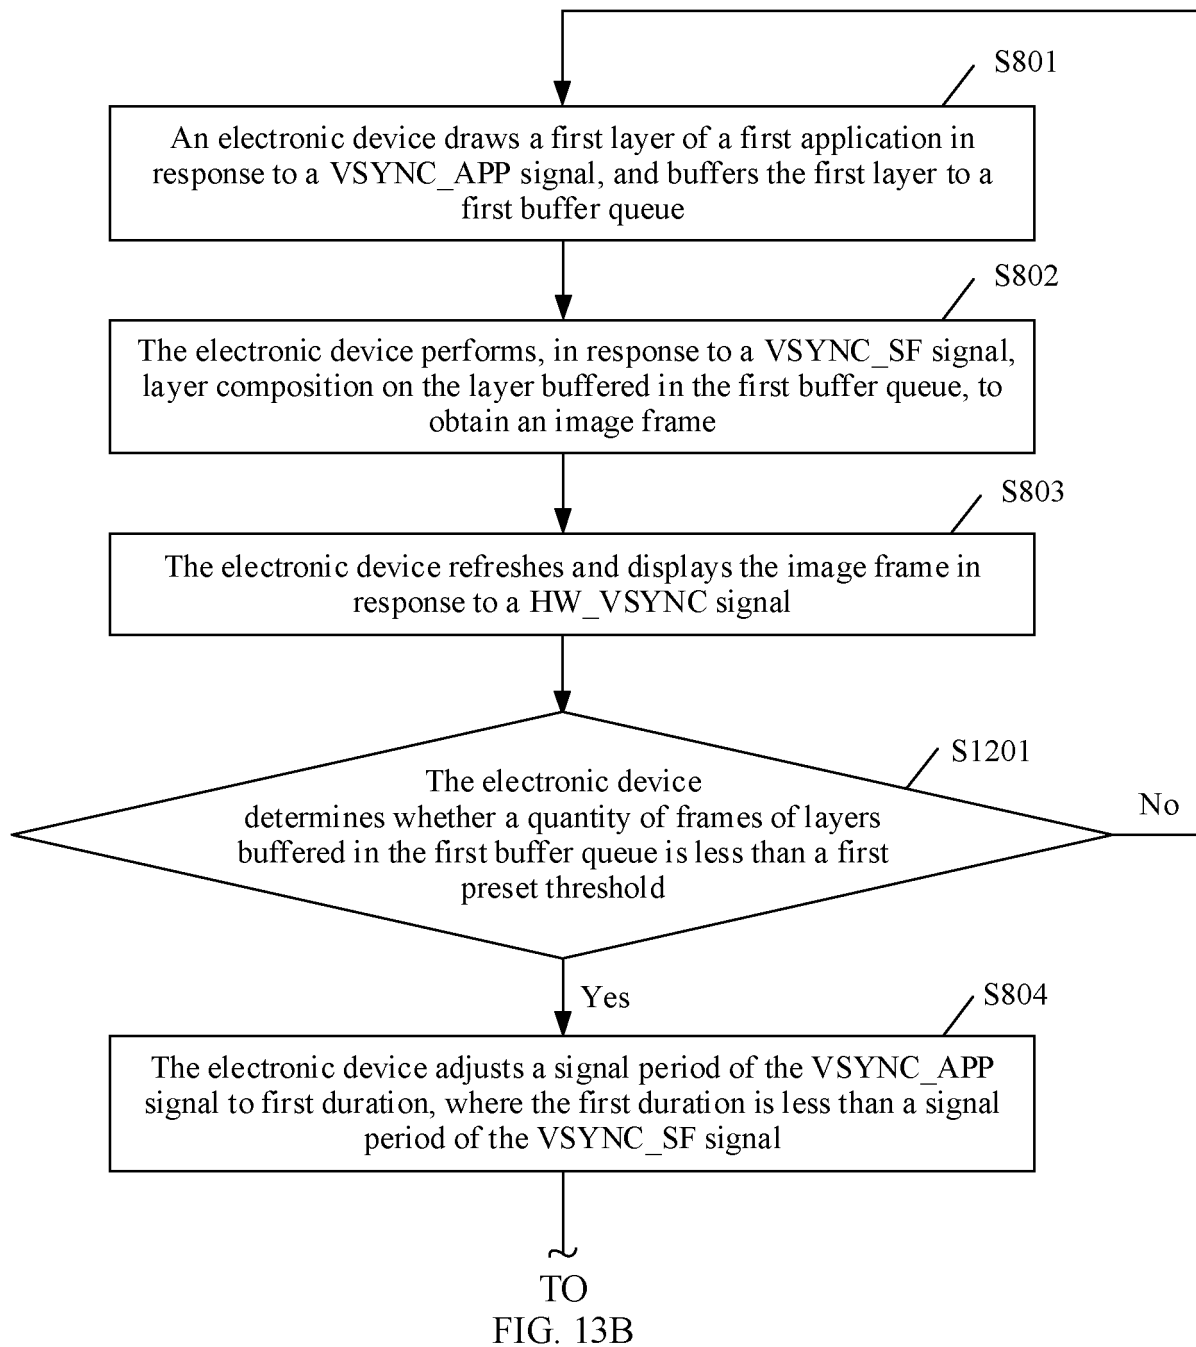 S801
An electronic device draws a first layer of a first application in
response to a VSYNC_APP signal, and buffers the first layer to a
first buffer queue
S802
The electronic device performs, in response to a VSYNC_SF signal,
layer composition on the layer buffered in the first buffer queue, to
obtain an image frame
S803
The electronic device refreshes and displays the image frame in
response to a HW_VSYNC signal
S1201
The electronic device
determines whether a quantity of frames of layers
buffered in the first buffer queue is less than a first
preset threshold
No
Yes
S804
The electronic device adjusts a signal period of the VSYNC_APP
signal to first duration, where the first duration is less than a signal
period of the VSYNC_SF signal
TO
FIG. 13B